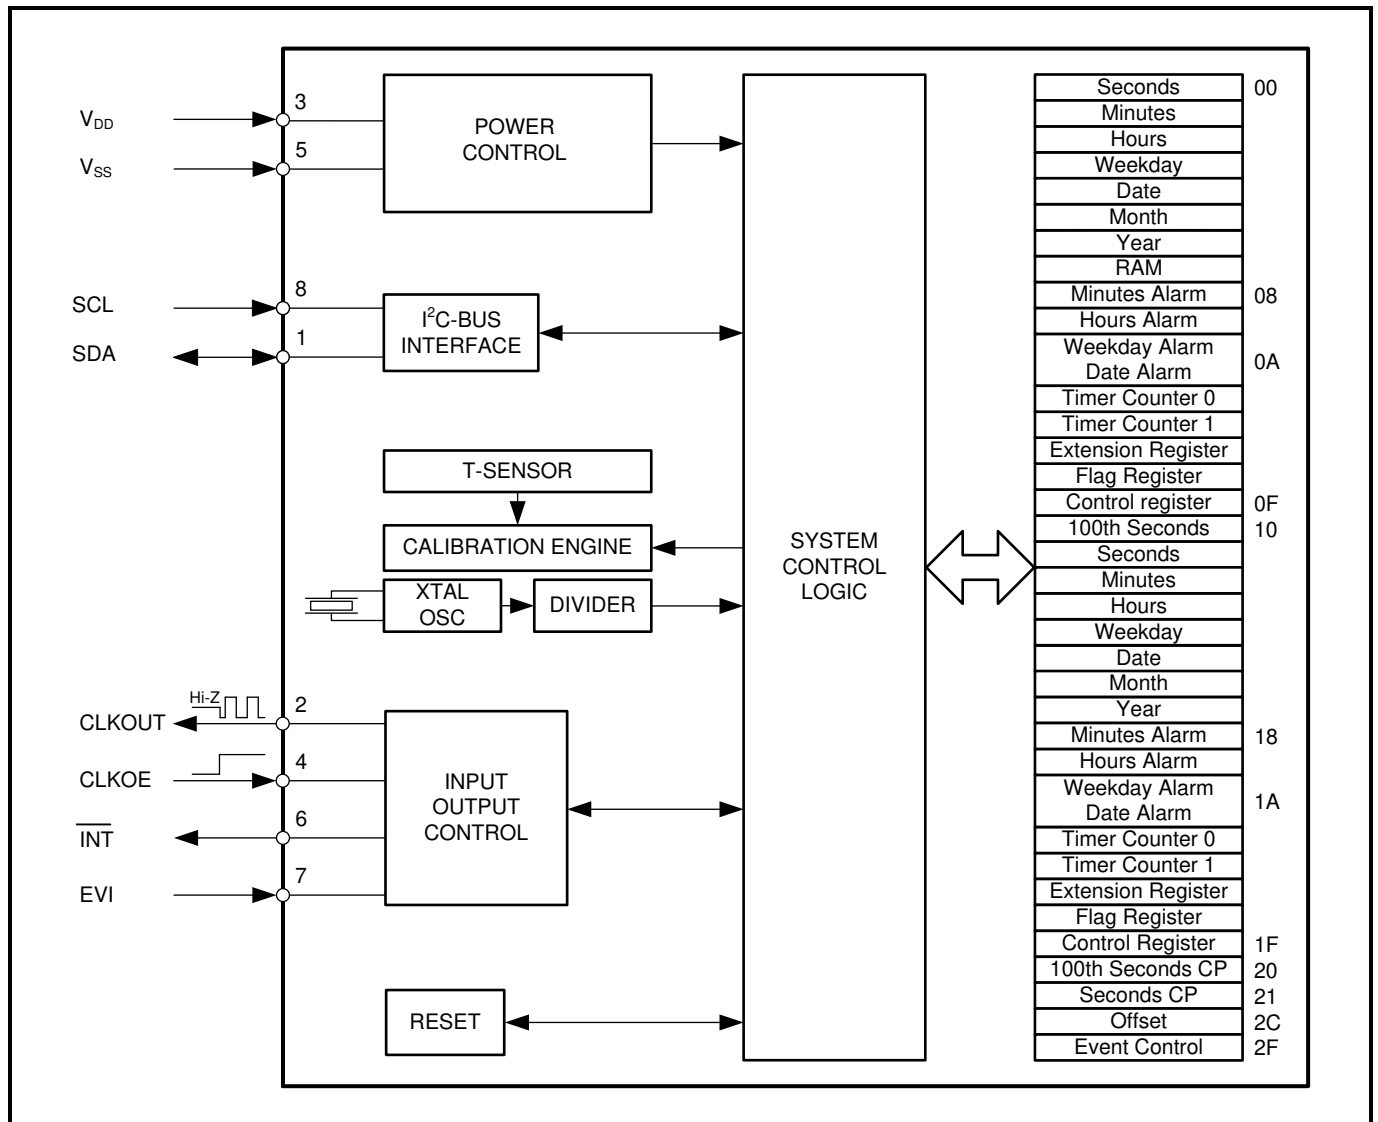 V_DD
3
V_SS
5
POWER
CONTROL
SCL
8
SDA
1
I²C-BUS
INTERFACE
T-SENSOR
CALIBRATION ENGINE
XTAL
OSC
DIVIDER
Hi-Z
CLKOUT
2
CLKOE
4
INT
6
EVI
7
INPUT
OUTPUT
CONTROL
RESET
SYSTEM
CONTROL
LOGIC
Seconds 00
Minutes
Hours
Weekday
Date
Month
Year
RAM
Minutes Alarm 08
Hours Alarm
Weekday Alarm
Date Alarm 0A
Timer Counter 0
Timer Counter 1
Extension Register
Flag Register
Control register 0F
100th Seconds 10
Seconds
Minutes
Hours
Weekday
Date
Month
Year
Minutes Alarm 18
Hours Alarm
Weekday Alarm
Date Alarm 1A
Timer Counter 0
Timer Counter 1
Extension Register
Flag Register
Control Register 1F
100th Seconds CP 20
Seconds CP 21
Offset 2C
Event Control 2F